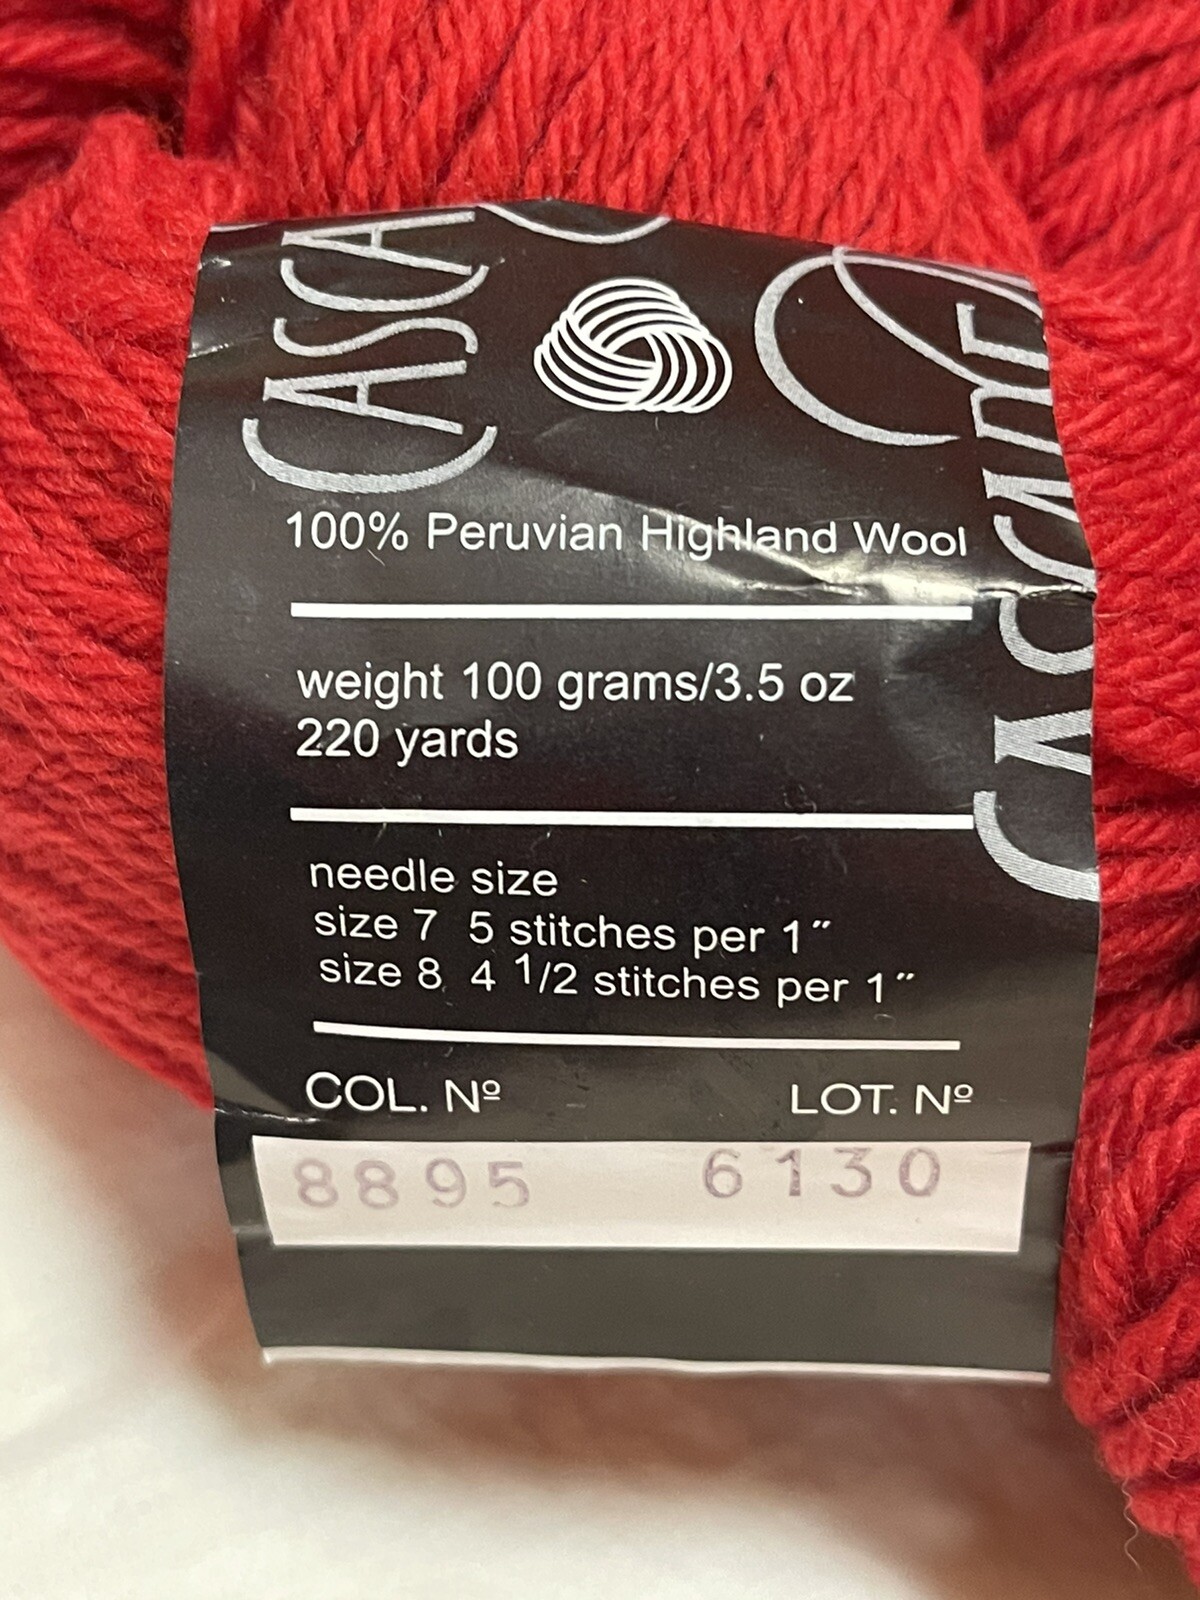 CASCA
CASCADE
100% Peruvian Highland Wool
weight 100 grams/3.5 oz
220 yards
needle size
size 7 5 stitches per 1"
size 8 4 1/2 stitches per 1"
COL. Nº LOT. Nº
8895 6130